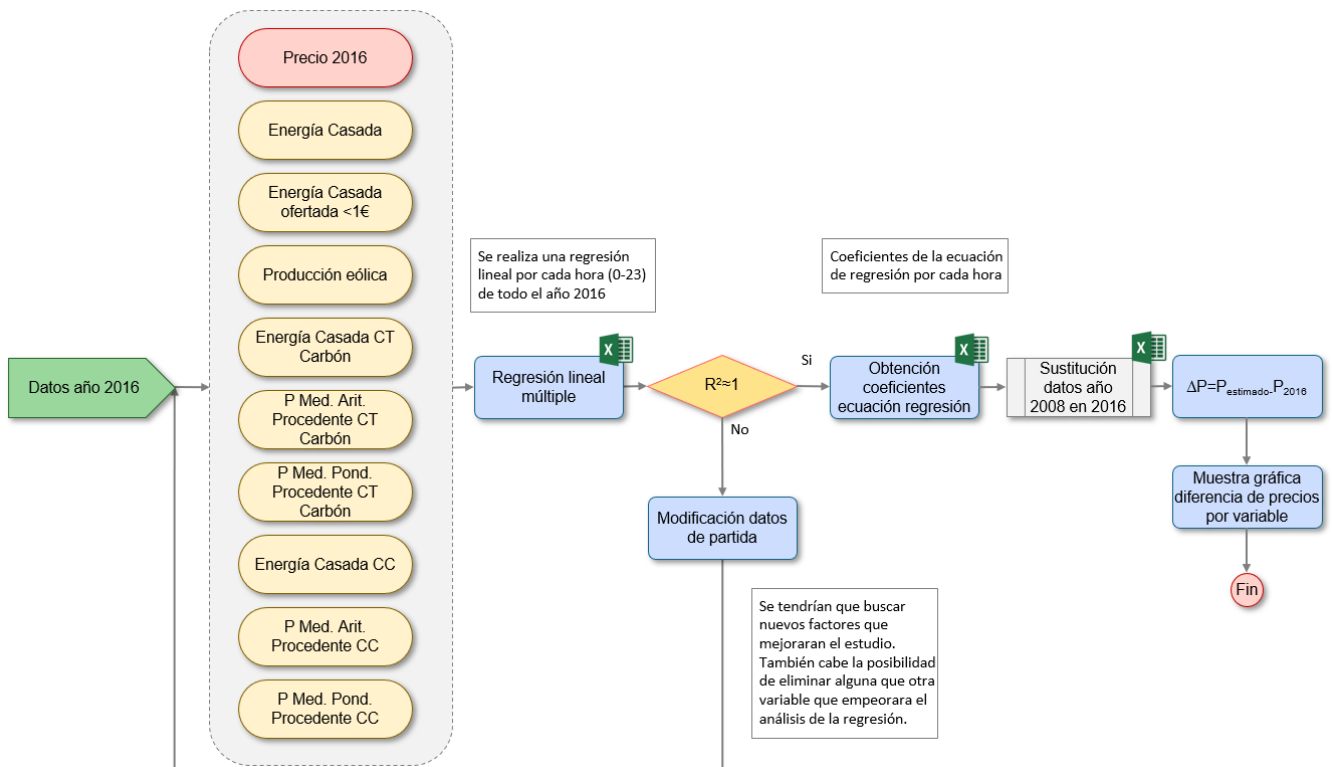 Precio 2016
Energía Casada
Energía Casada
ofertada <1€
Producción eólica
Energía Casada CT
Carbón
P Med. Arit.
Procedente CT
Carbón
P Med. Pond.
Procedente CT
Carbón
Energía Casada CC
P Med. Arit.
Procedente CC
P Med. Pond.
Procedente CC
Datos año 2016
Se realiza una regresión
lineal por cada hora (0-23)
de todo el año 2016
Regresión lineal
múltiple
X
R²≈1
Si
No
Modificación datos
de partida
Se tendrían que buscar
nuevos factores que
mejoraran el estudio.
También cabe la posibilidad
de eliminar alguna que otra
variable que empeorara el
análisis de la regresión.
Coeficientes de la ecuación
de regresión por cada hora
Obtención
coeficientes
ecuación regresión
X
Sustitución
datos año
2008 en 2016
X
ΔP=Pestimado-P2016
Muestra gráfica
diferencia de precios
por variable
Fin